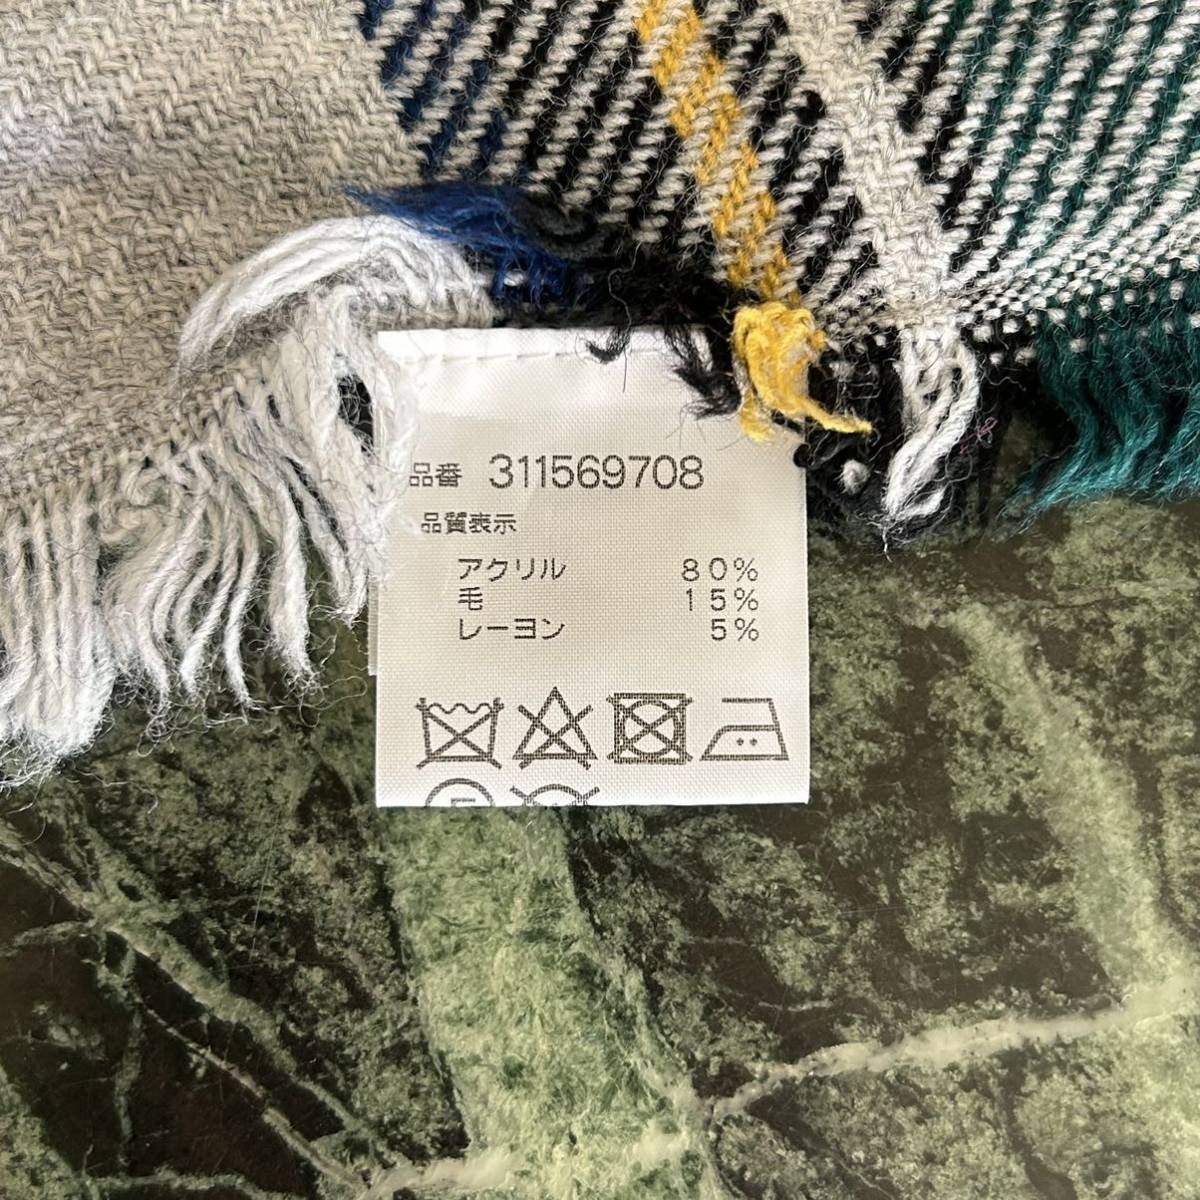 品番 311569708
品質表示
アクリル 80%
毛 15%
レーヨン 5%